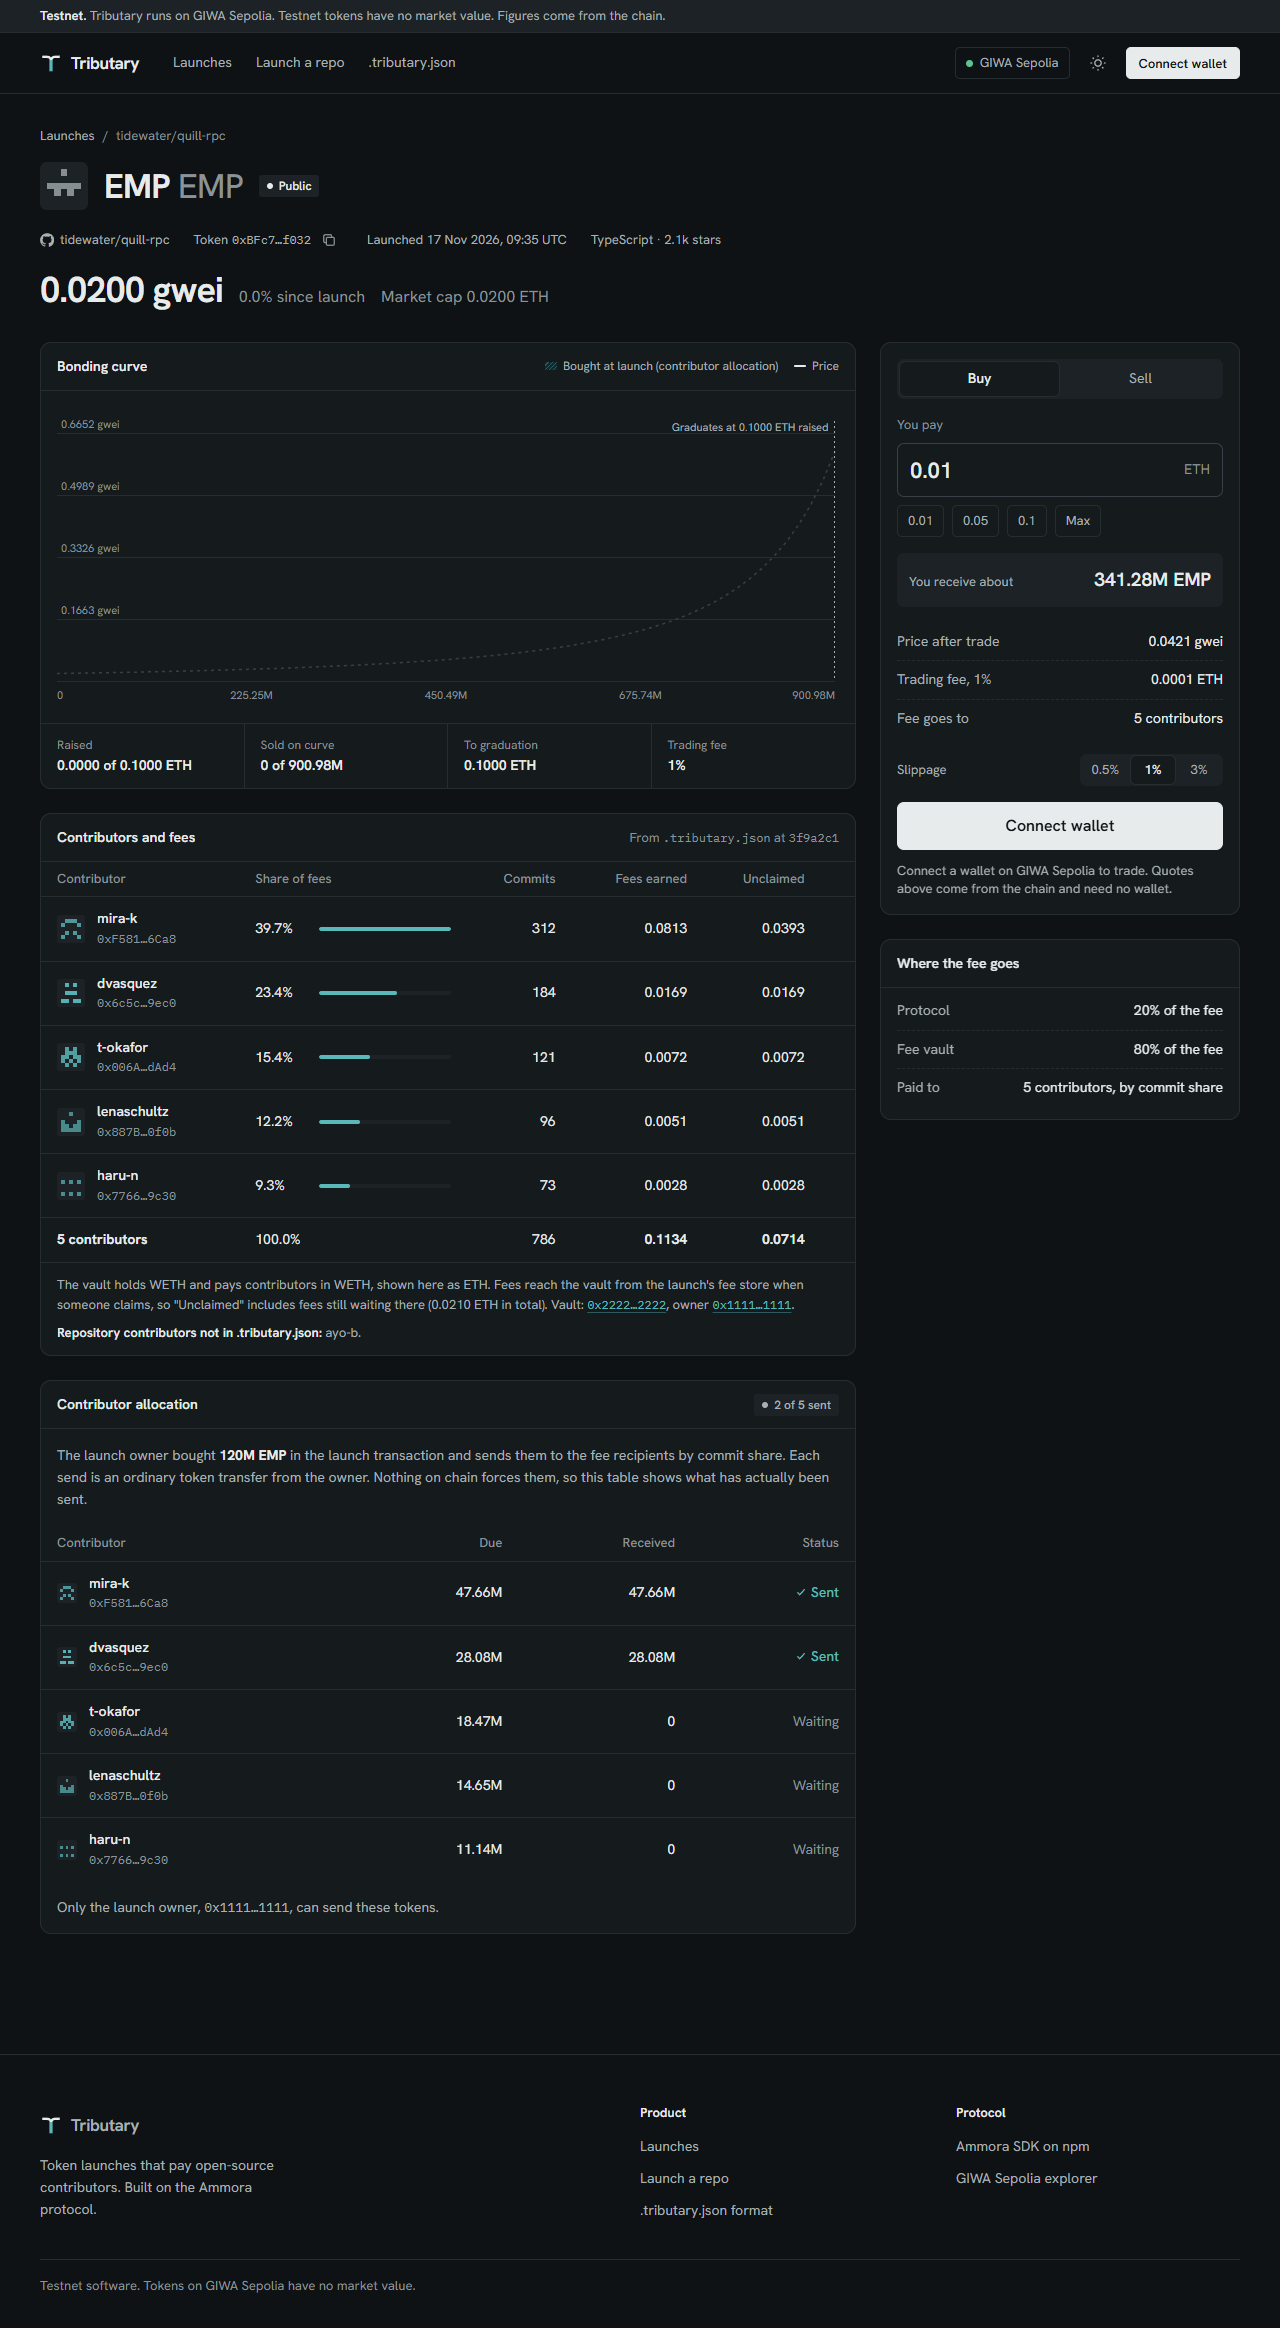 Testnet. Tributary runs on GIWA Sepolia. Testnet tokens have no market value. Figures come from the chain.
Tributary
Launches
Launch a repo
.tributary.json
GIWA Sepolia
Connect wallet
Launches / tidewater/quill-rpc
EMP EMP
Public
tidewater/quill-rpc
Token 0xBFc7…f032
Launched 17 Nov 2026, 09:35 UTC
TypeScript · 2.1k stars
0.0200 gwei 0.0% since launch Market cap 0.0200 ETH
Bonding curve
Bought at launch (contributor allocation)
Price
0.6652 gwei
Graduates at 0.1000 ETH raised
0.4989 gwei
0.3326 gwei
0.1663 gwei
0 225.25M 450.49M 675.74M 900.98M
Raised
0.0000 of 0.1000 ETH
Sold on curve
0 of 900.98M
To graduation
0.1000 ETH
Trading fee
1%
Buy
Sell
You pay
0.01 ETH
0.01 0.05 0.1 Max
You receive about 341.28M EMP
Price after trade 0.0421 gwei
Trading fee, 1% 0.0001 ETH
Fee goes to 5 contributors
Slippage 0.5% 1% 3%
Connect wallet
Connect a wallet on GIWA Sepolia to trade. Quotes
above come from the chain and need no wallet.
Where the fee goes
Protocol 20% of the fee
Fee vault 80% of the fee
Paid to 5 contributors, by commit share
Contributors and fees
From .tributary.json at 3f9a2c1
Contributor Share of fees Commits Fees earned Unclaimed
mira-k
0xF581…6Ca8
39.7% 312 0.0813 0.0393
dvasquez
0x6c5c…9ec0
23.4% 184 0.0169 0.0169
t-okafor
0x006A…dAd4
15.4% 121 0.0072 0.0072
lenaschultz
0x887B…0f0b
12.2% 96 0.0051 0.0051
haru-n
0x7766…9c30
9.3% 73 0.0028 0.0028
5 contributors 100.0% 786 0.1134 0.0714
The vault holds WETH and pays contributors in WETH, shown here as ETH. Fees reach the vault from the launch's fee store when
someone claims, so "Unclaimed" includes fees still waiting there (0.0210 ETH in total). Vault: 0x2222…2222, owner 0x1111…1111.
Repository contributors not in .tributary.json: ayo-b.
Contributor allocation
2 of 5 sent
The launch owner bought 120M EMP in the launch transaction and sends them to the fee recipients by commit share. Each
send is an ordinary token transfer from the owner. Nothing on chain forces them, so this table shows what has actually been
sent.
Contributor Due Received Status
mira-k
0xF581…6Ca8
47.66M 47.66M Sent
dvasquez
0x6c5c…9ec0
28.08M 28.08M Sent
t-okafor
0x006A…dAd4
18.47M 0 Waiting
lenaschultz
0x887B…0f0b
14.65M 0 Waiting
haru-n
0x7766…9c30
11.14M 0 Waiting
Only the launch owner, 0x1111…1111, can send these tokens.
Tributary
Token launches that pay open-source
contributors. Built on the Ammora
protocol.
Product
Launches
Launch a repo
.tributary.json format
Protocol
Ammora SDK on npm
GIWA Sepolia explorer
Testnet software. Tokens on GIWA Sepolia have no market value.